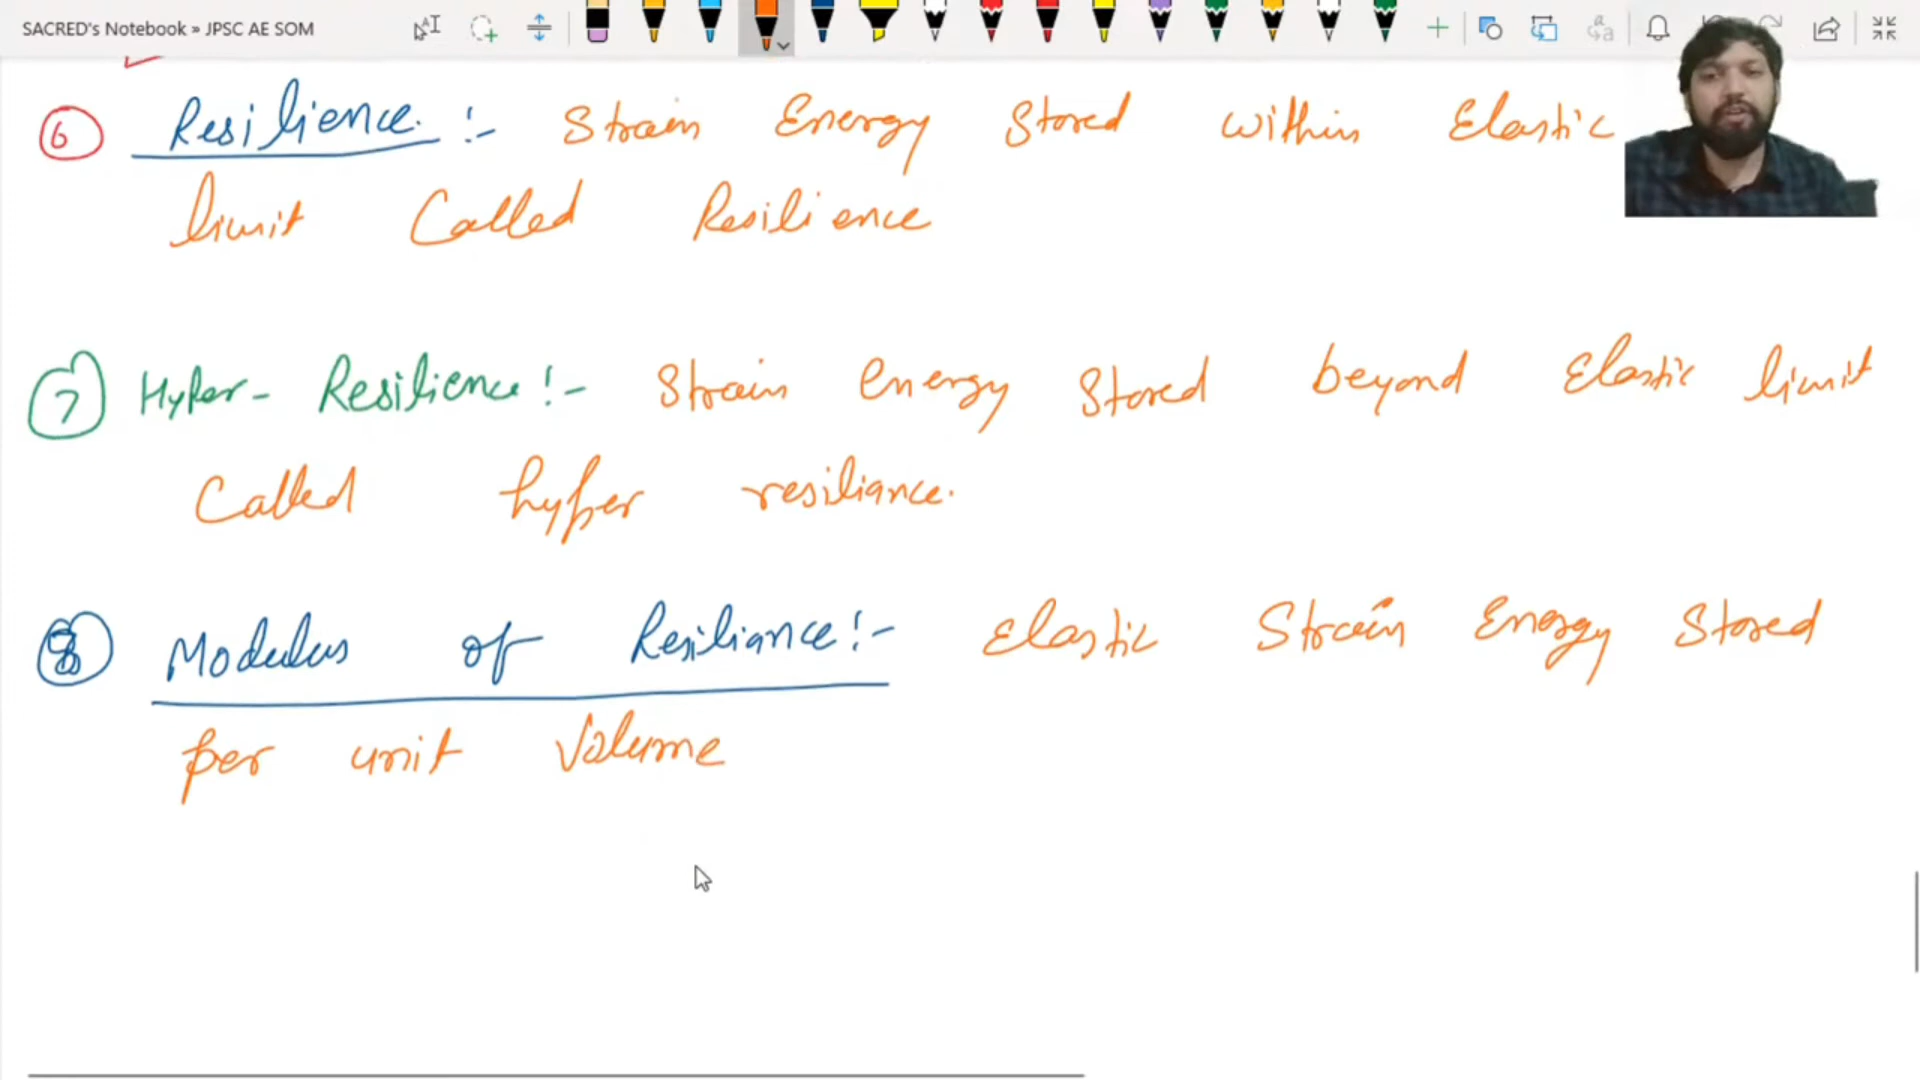 SACRED's Notebook » JPSC AE SOM
6 Resilience :- Strain Energy Stored within Elastic
limit Called Resilience
7 Hyper - Resilience :- Strain energy Stored beyond Elastic limit
Called hyper resiliance.
8 Modulus of Resiliance :- Elastic Strain Energy Stored
per unit Volume